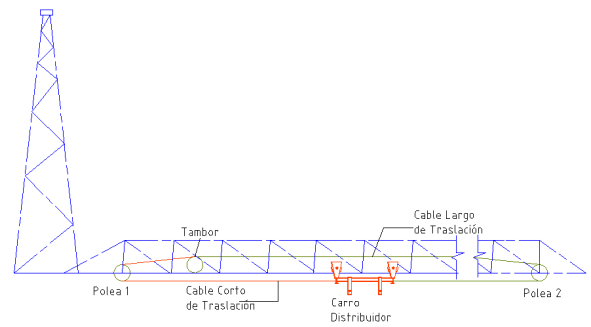 Cable Largo
de Traslación
Tambor
Polea 1
Cable Corto
de Traslación
Carro
Distribuidor
Polea 2